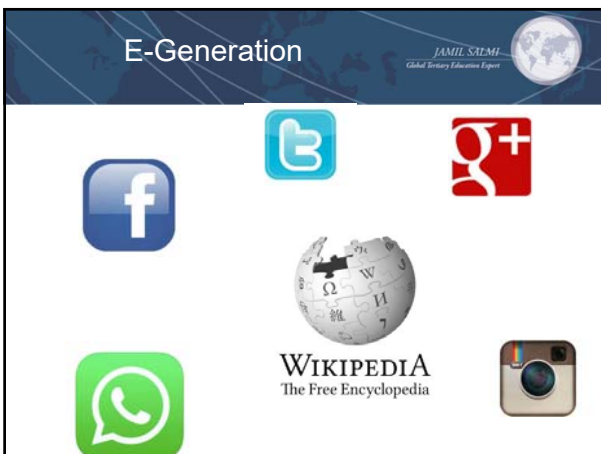 E-Generation
JAMIL SALMI
Global Tertiary Education Expert
t
g+
f
W
Ω
И
WIKIPEDIA
The Free Encyclopedia